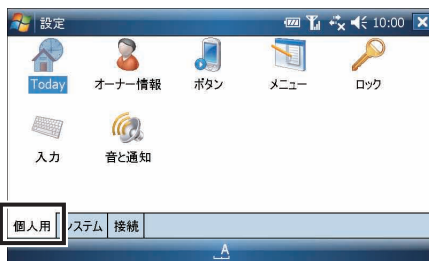 設定 10:00
Today オーナー情報 ボタン メニュー ロック
入力 音と通知
個人用 システム 接続
A